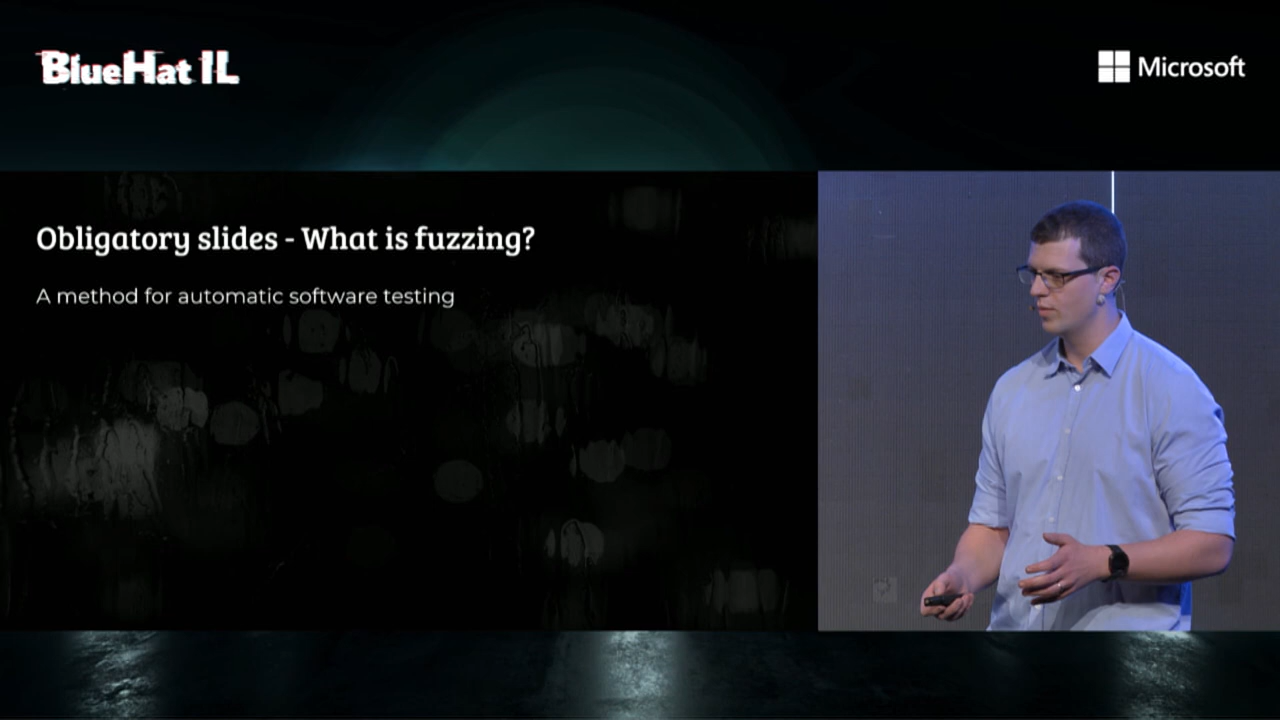 BlueHat IL
Microsoft
Obligatory slides - What is fuzzing?
A method for automatic software testing